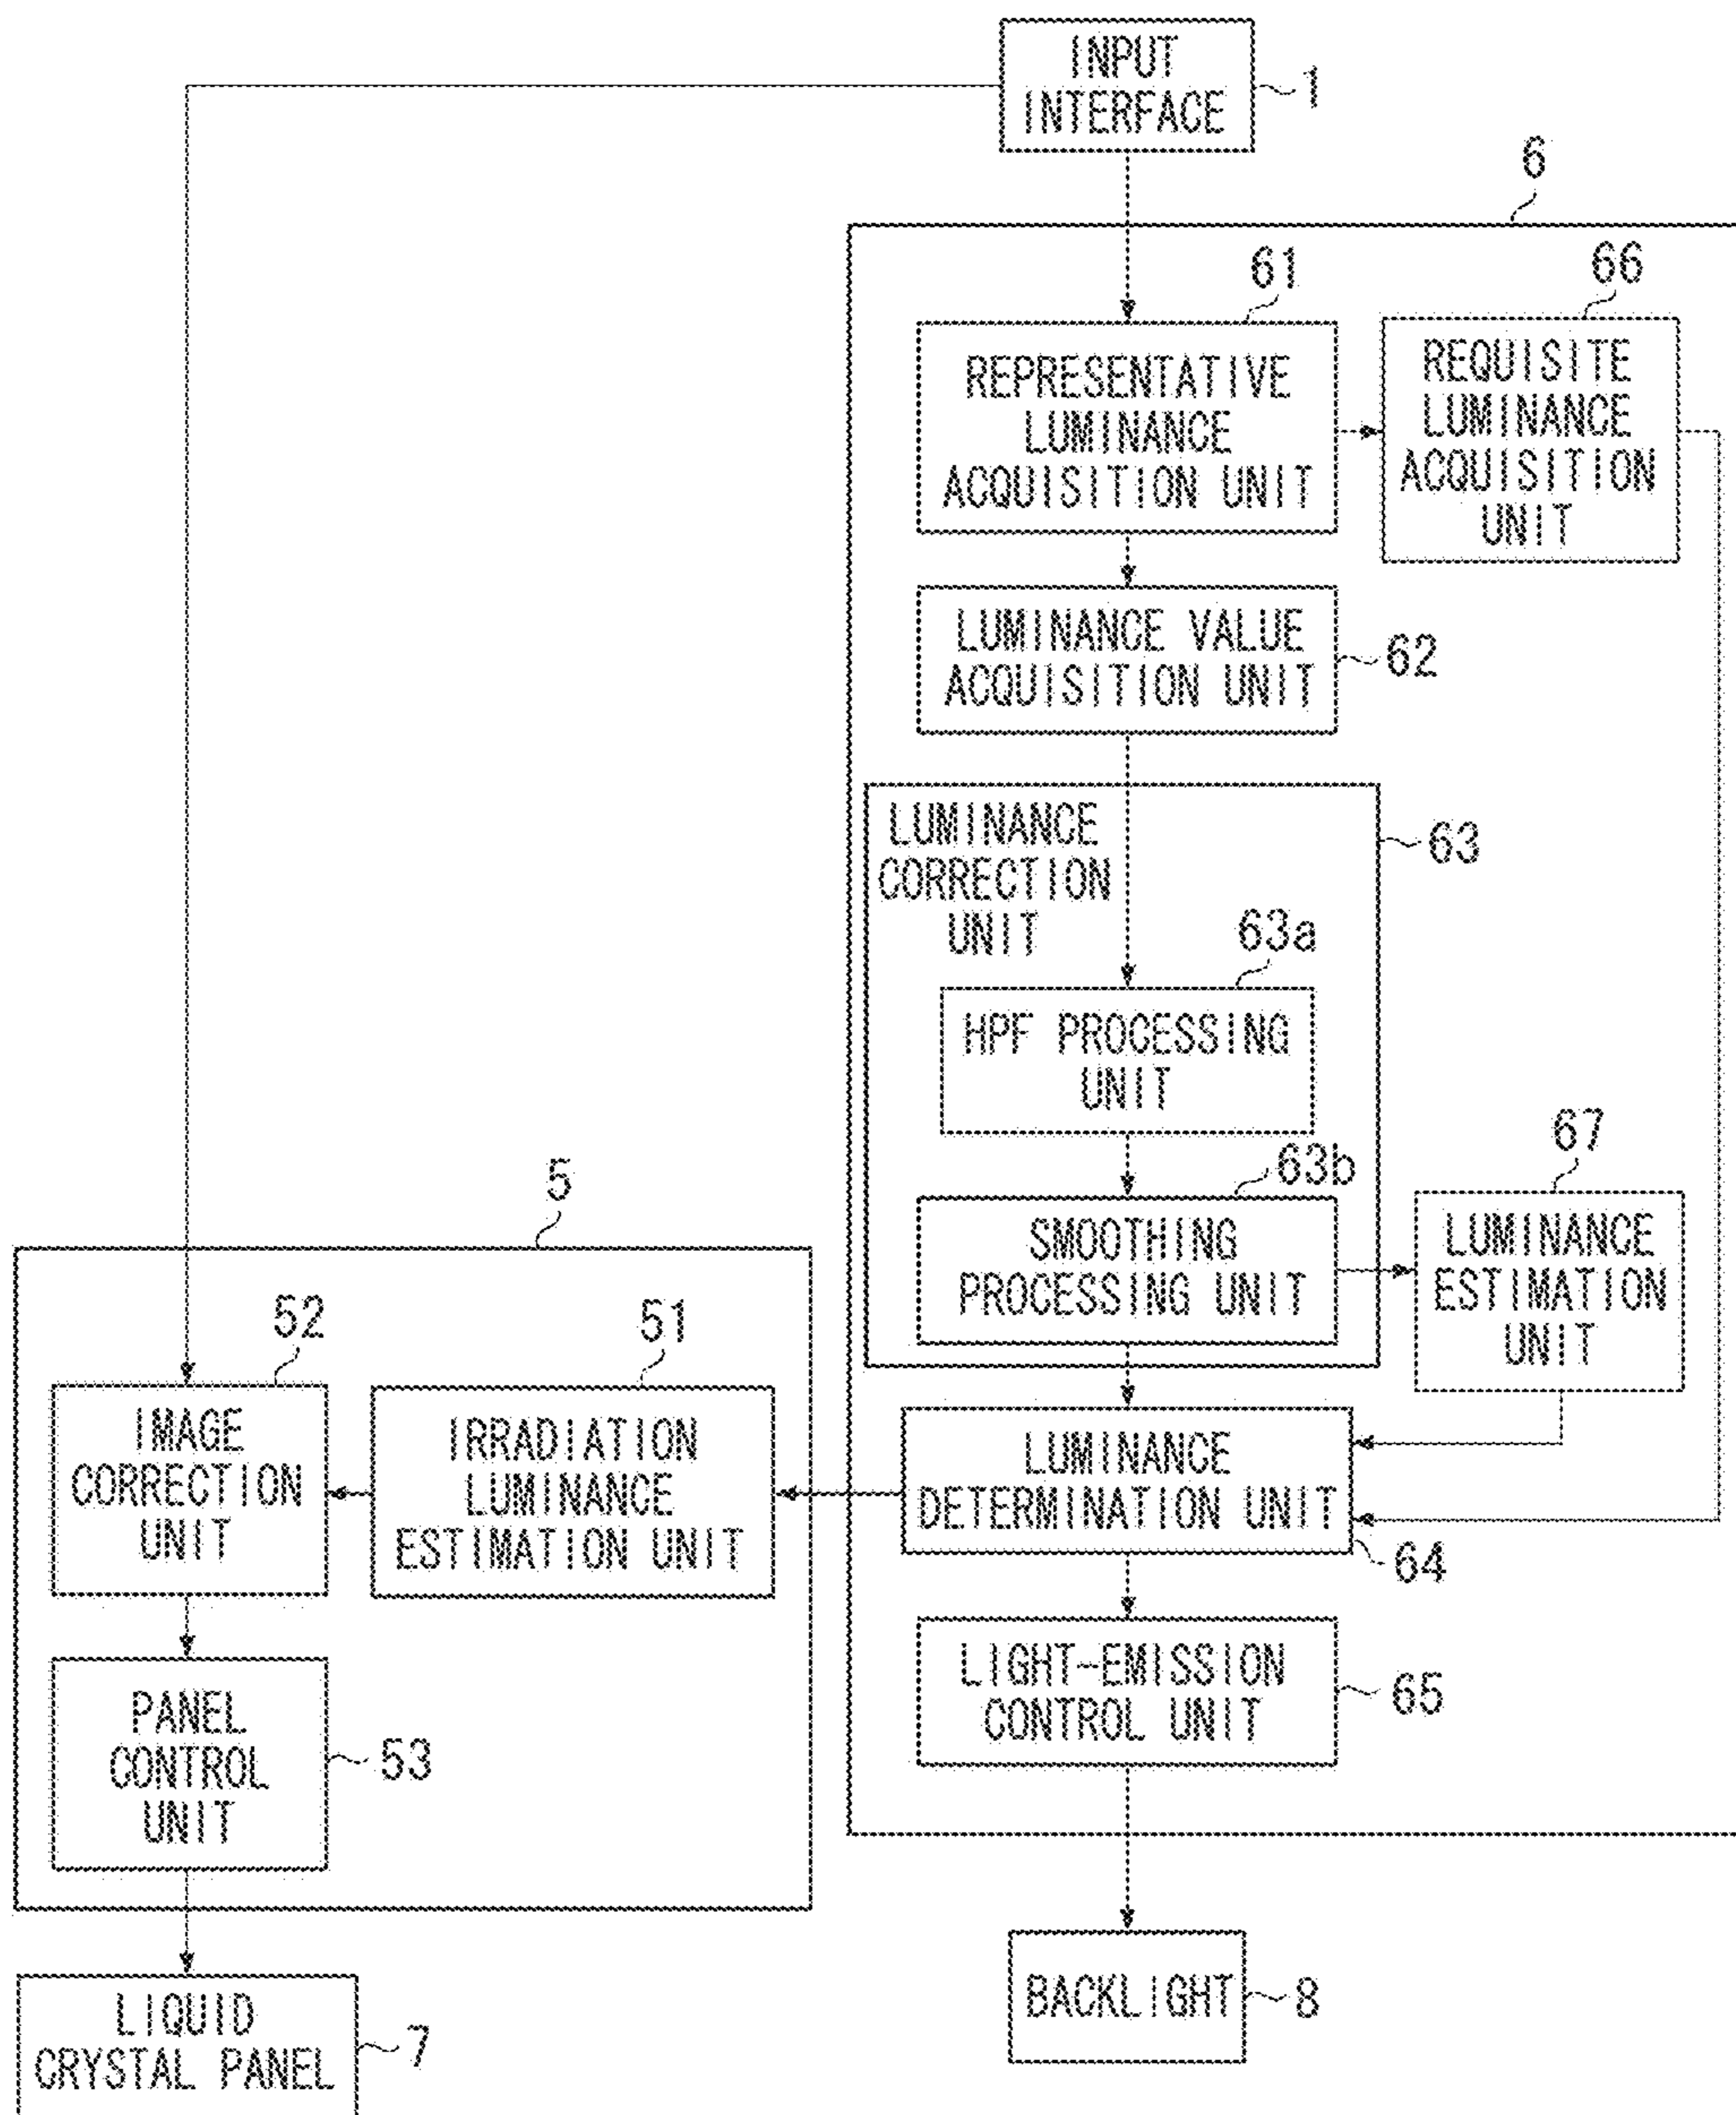 INPUT
INTERFACE
1
6
61
66
REPRESENTATIVE
LUMINANCE
ACQUISITION UNIT
REQUISITE
LUMINANCE
ACQUISITION
UNIT
LUMINANCE VALUE
ACQUISITION UNIT
62
LUMINANCE
CORRECTION
UNIT
63
63a
HPF PROCESSING
UNIT
63b
67
SMOOTHING
PROCESSING UNIT
LUMINANCE
ESTIMATION
UNIT
5
52
51
IMAGE
CORRECTION
UNIT
IRRADIATION
LUMINANCE
ESTIMATION UNIT
LUMINANCE
DETERMINATION UNIT
64
PANEL
CONTROL
UNIT
53
LIGHT-EMISSION
CONTROL UNIT
65
LIQUID
CRYSTAL PANEL
7
BACKLIGHT
8